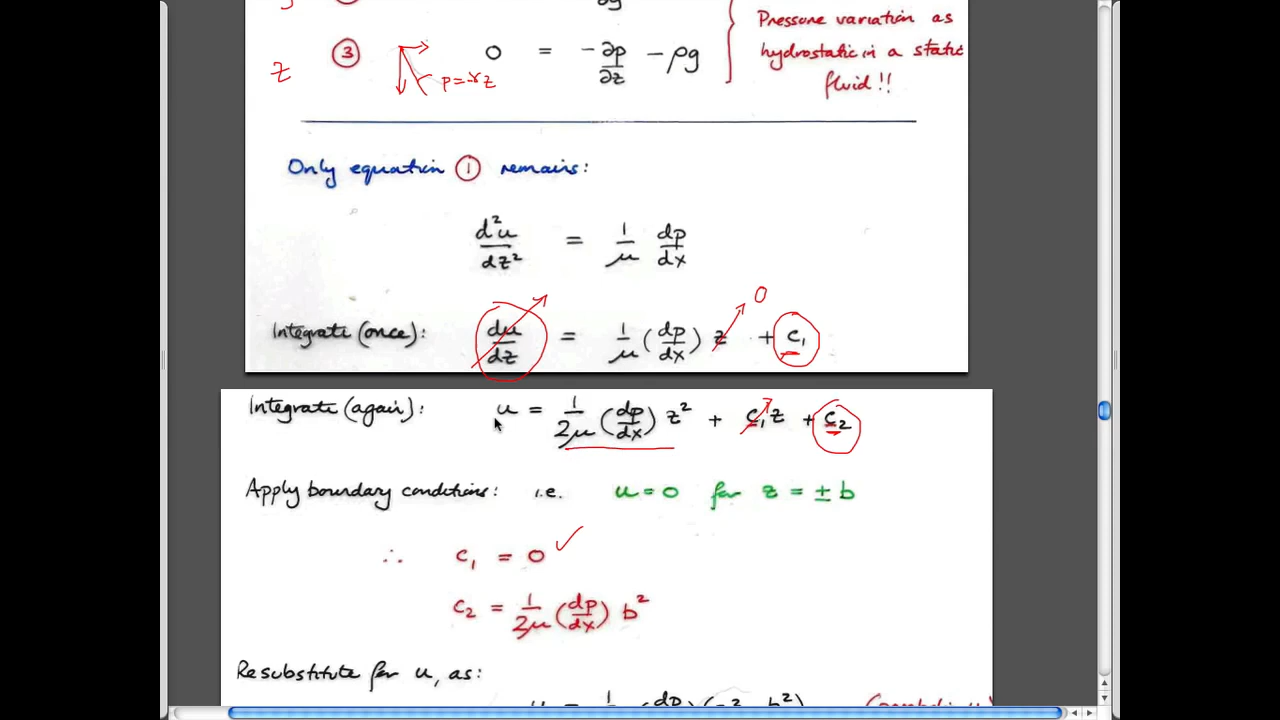 Pressure variation as
z ③ 0 = -∂p/∂z - ρg hydrostatic in a static
p = -γz fluid!!
Only equation ① remains:
d²u/dz² = 1/μ dp/dx
0
Integrate (once): du/dz = 1/μ (dp/dx) z + c₁
Integrate (again): u = 1/2μ (dp/dx) z² + c₁z + c₂
Apply boundary conditions: i.e. u = 0 for z = ± b
∴ c₁ = 0 ✓
c₂ = 1/2μ (dp/dx) b²
Resubstitute for u, as: